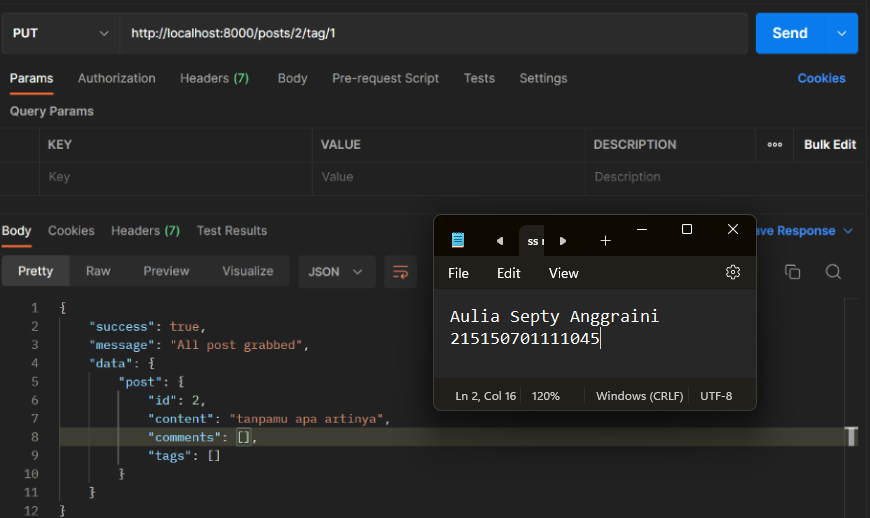 PUT http://localhost:8000/posts/2/tag/1 Send
Params Authorization Headers (7) Body Pre-request Script Tests Settings Cookies
Query Params
KEY VALUE DESCRIPTION ooo Bulk Edit
Key Value Description
Body Cookies Headers (7) Test Results ave Response
Pretty Raw Preview Visualize JSON
1 {
2 "success": true,
3 "message": "All post grabbed",
4 "data": {
5 "post": {
6 "id": 2,
7 "content": "tanpamu apa artinya",
8 "comments": [],
9 "tags": []
10 }
11 }
12 }
ss
File Edit View
Aulia Septy Anggraini
215150701111045
Ln 2, Col 16 120% Windows (CRLF) UTF-8